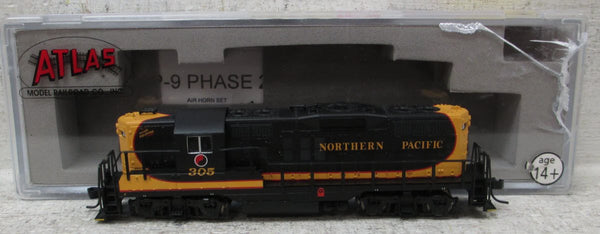 ATLAS
MODEL RAILROAD CO., INC.
P-9 PHASE 2
AIR HORN SET
NORTHERN PACIFIC
305
age
14+